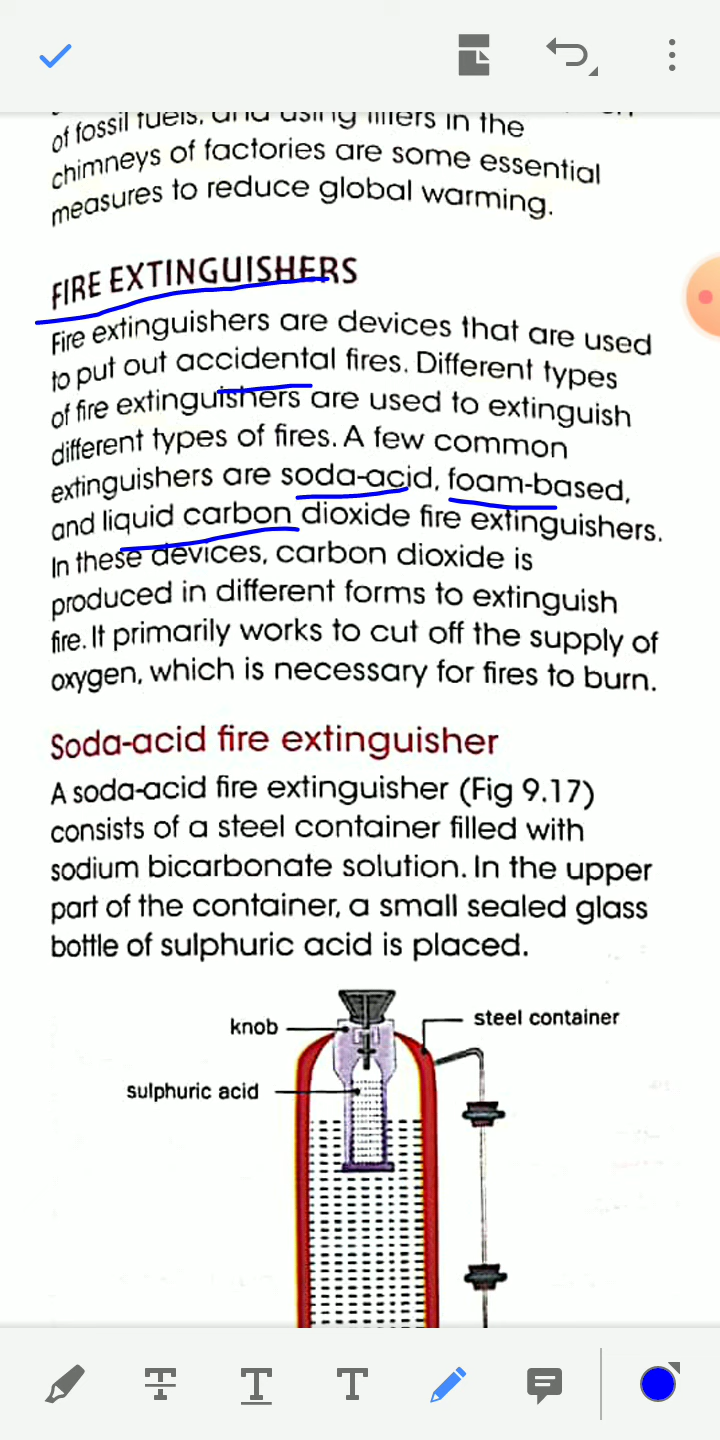 of fossil fuels, and using filters in the
chimneys of factories are some essential
measures to reduce global warming.
FIRE EXTINGUISHERS
Fire extinguishers are devices that are used
to put out accidental fires. Different types
of fire extinguishers are used to extinguish
different types of fires. A few common
extinguishers are soda-acid, foam-based,
and liquid carbon dioxide fire extinguishers.
In these devices, carbon dioxide is
produced in different forms to extinguish
fire. It primarily works to cut off the supply of
oxygen, which is necessary for fires to burn.
Soda-acid fire extinguisher
A soda-acid fire extinguisher (Fig 9.17)
consists of a steel container filled with
sodium bicarbonate solution. In the upper
part of the container, a small sealed glass
bottle of sulphuric acid is placed.
knob
steel container
sulphuric acid
T
T
T